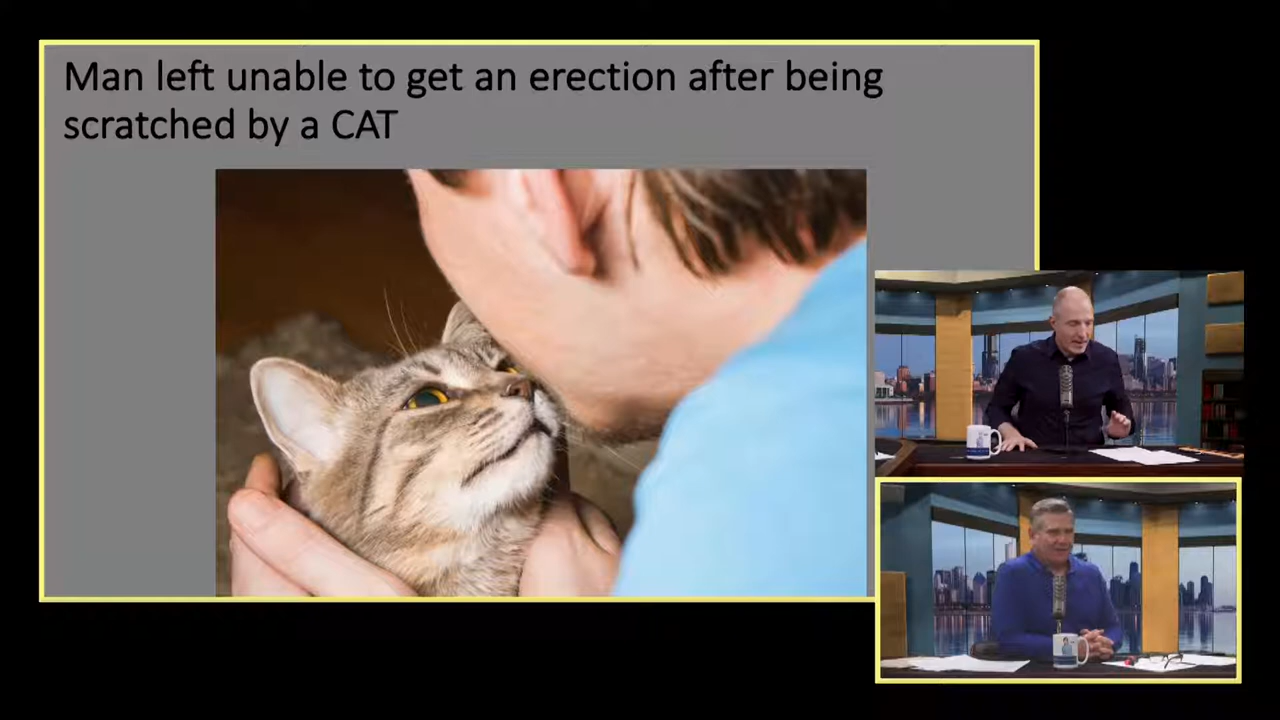 Man left unable to get an erection after being
scratched by a CAT